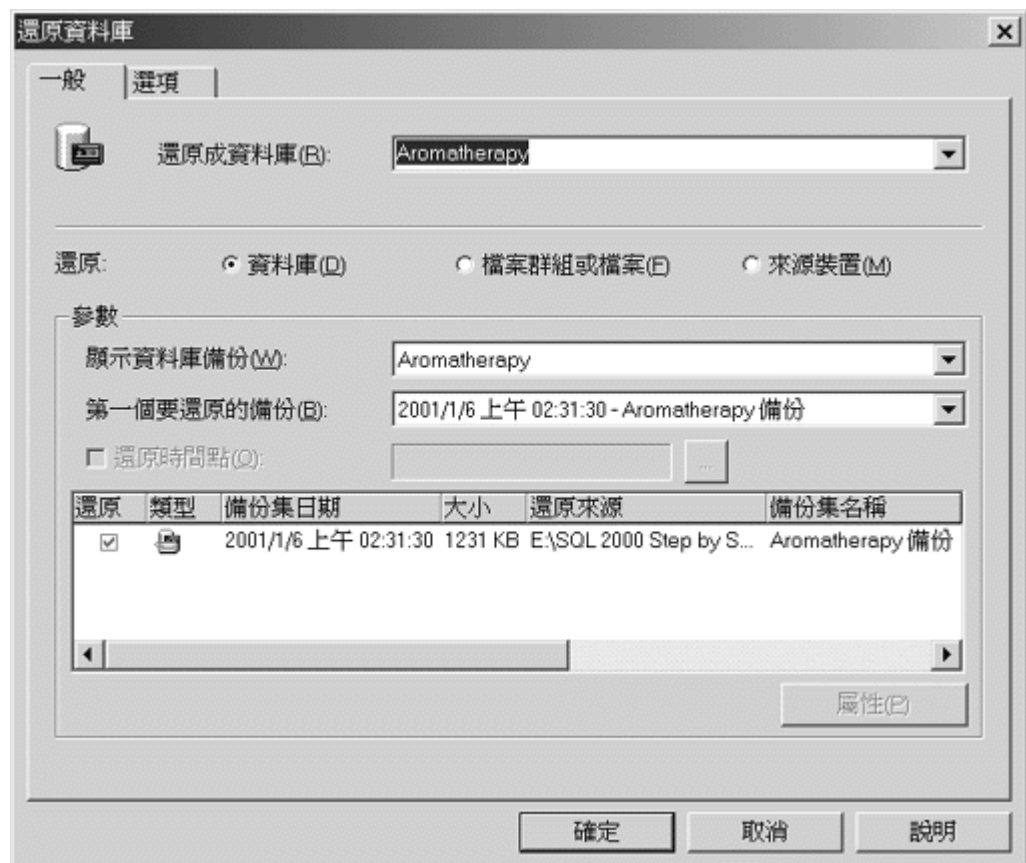 還原資料庫
一般 選項
還原成資料庫(R): Aromatherapy
還原: 資料庫(D) 檔案群組或檔案(F) 來源裝置(M)
參數
顯示資料庫備份(W): Aromatherapy
第一個要還原的備份(B): 2001/1/6 上午 02:31:30 - Aromatherapy 備份
還原時間點(O): ...
還原 類型 備份集日期 大小 還原來源 備份集名稱
2001/1/6 上午 02:31:30 1231 KB E:\SQL 2000 Step by S... Aromatherapy 備份
屬性(P)
確定 取消 說明